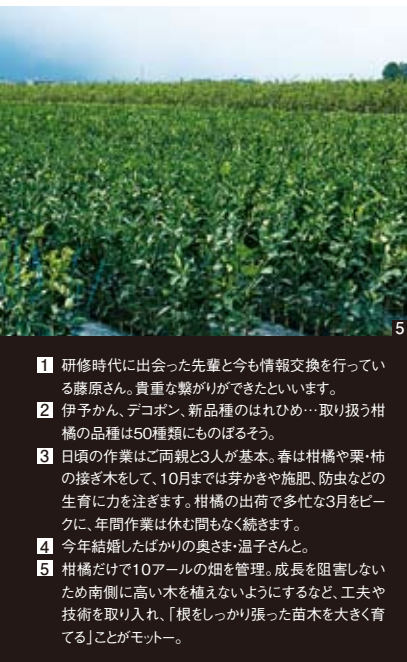 5
1 研修時代に出会った先輩と今も情報交換を行ってい
る藤原さん。貴重な繋がりができたといいます。
2 伊予かん、デコポン、新品種のはれひめ…取り扱う柑
橘の品種は50種類にものぼるそう。
3 日頃の作業はご両親と3人が基本。春は柑橘や栗・柿
の接ぎ木をして、10月までは芽かきや施肥、防虫などの
生育に力を注ぎます。柑橘の出荷で多忙な3月をピー
クに、年間作業は休む間もなく続きます。
4 今年結婚したばかりの奥さま・温子さんと。
5 柑橘だけで10アールの畑を管理。成長を阻害しない
ため南側に高い木を植えないようにするなど、工夫や
技術を取り入れ、「根をしっかり張った苗木を大きく育
てる」ことがモットー。